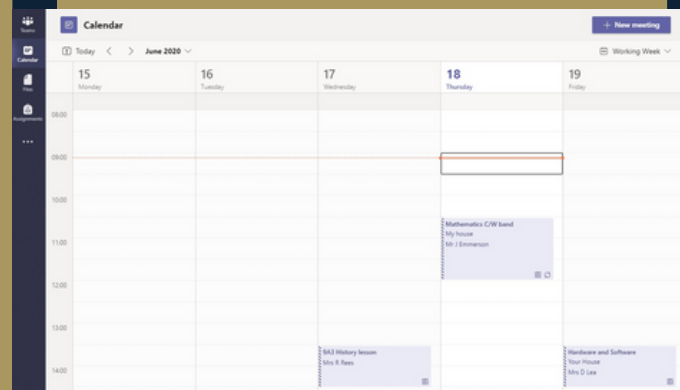 Calendar
+ New meeting
Teams
Calendar
Files
Assignments
Today < > June 2020
Working Week
15
Monday
16
Tuesday
17
Wednesday
18
Thursday
19
Friday
08:00
09:00
10:00
11:00
12:00
13:00
14:00
Mathematics C/W band
My house
Mr J Emmerson
9A3 History lesson
Mrs R Rees
Hardware and Software
Your House
Mrs D Lea